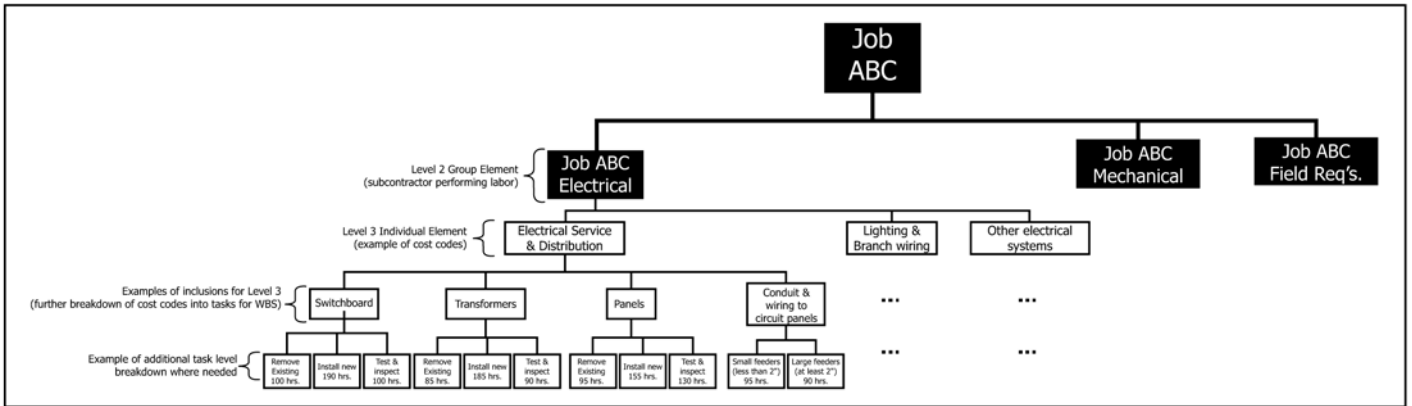 Job
ABC
Job ABC
Electrical
Job ABC
Mechanical
Job ABC
Field Req's.
Level 2 Group Element
(subcontractor performing labor)
Level 3 Individual Element
(example of cost codes)
Electrical Service
& Distribution
Lighting &
Branch wiring
Other electrical
systems
Examples of inclusions for Level 3
(further breakdown of cost codes into tasks for WBS)
Switchboard
Transformers
Panels
Conduit &
wiring to
circuit panels
...
...
Example of additional task level
breakdown where needed
Remove
Existing
100 hrs.
Install new
190 hrs.
Test &
inspect
100 hrs.
Remove
Existing
85 hrs.
Install new
185 hrs.
Test &
inspect
90 hrs.
Remove
Existing
95 hrs.
Install new
155 hrs.
Test &
inspect
130 hrs.
Small feeders
(less than 2")
95 hrs.
Large feeders
(at least 2")
90 hrs.
...
...